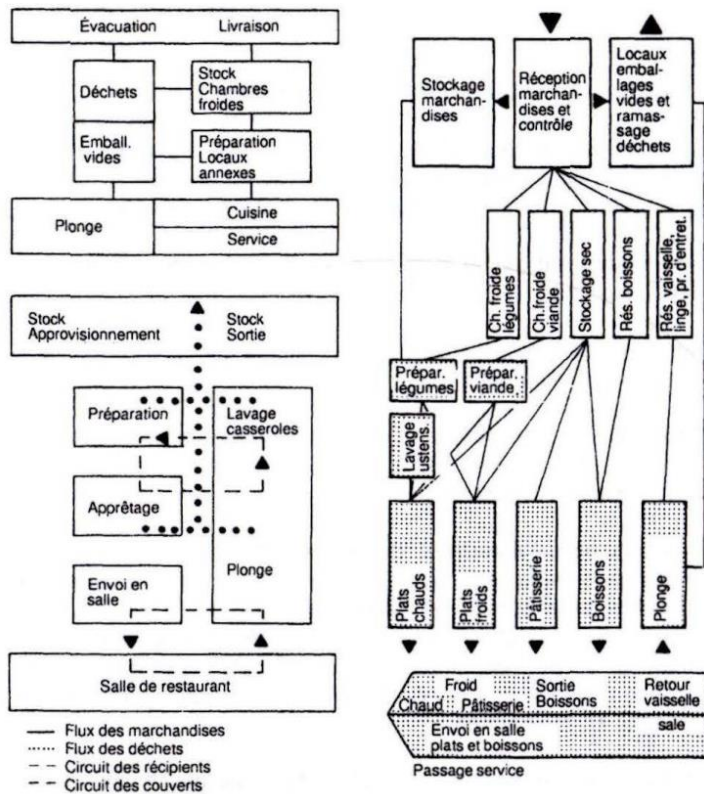 Évacuation
Livraison
Déchets
Stock
Chambres
froides
Emball.
vides
Préparation
Locaux
annexes
Plonge
Cuisine
Service
Stock
Approvisionnement
Stock
Sortie
Préparation
Lavage
casseroles
Apprêtage
Envoi en
salle
Plonge
Salle de restaurant
Flux des marchandises
Flux des déchets
Circuit des récipients
Circuit des couverts
Stockage
marchan-
dises
Réception
marchan-
dises et
contrôle
Locaux
embal-
lages
vides et
ramas-
sage
déchets
Ch. froide
légumes
Ch. froide
viande
Stockage sec
Rés. boissons
Rés. vaisselle,
linge, pr. d'entret.
Prépar.
légumes
Prépar.
viande
Lavage
ustens.
Plats
chauds
Plats
froids
Pâtisserie
Boissons
Plonge
Froid
Chaud
Pâtisserie
Sortie
Boissons
Retour
vaisselle
sale
Envoi en salle
plats et boissons
Passage service